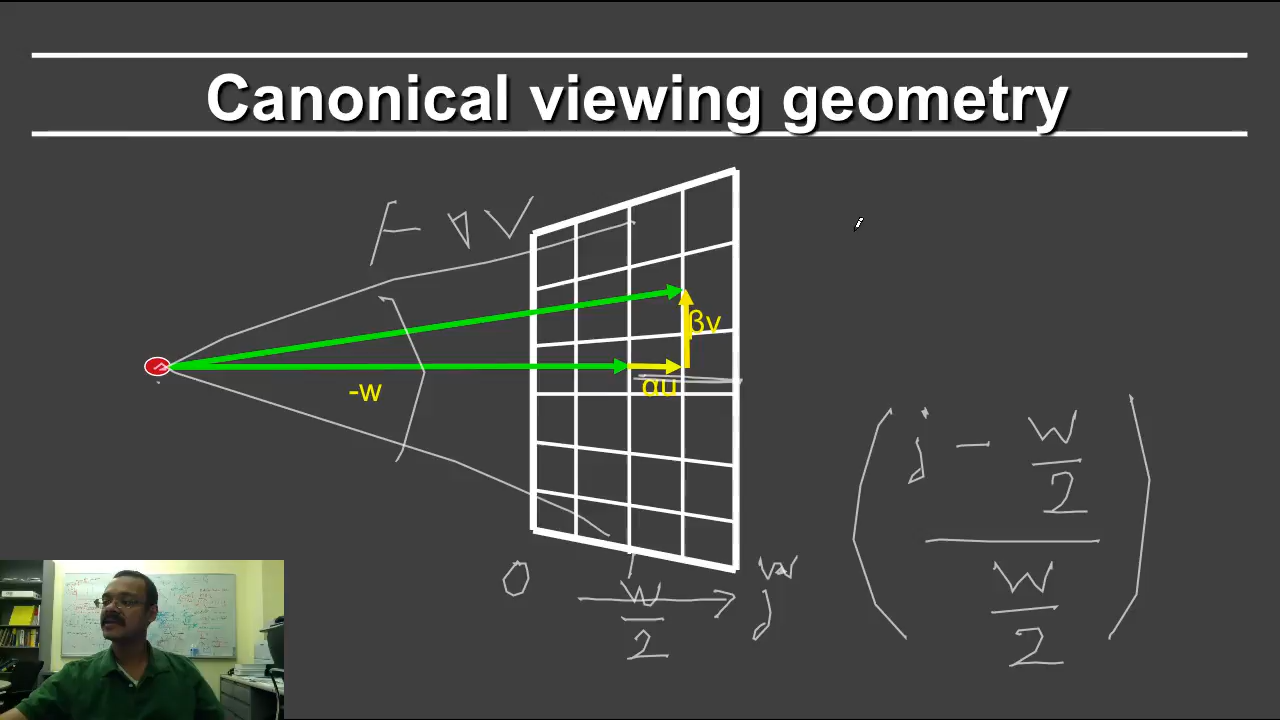 Canonical viewing geometry
FOV
βv
αu
-w
( j - w/2 )
w/2
0
w/2
w
j